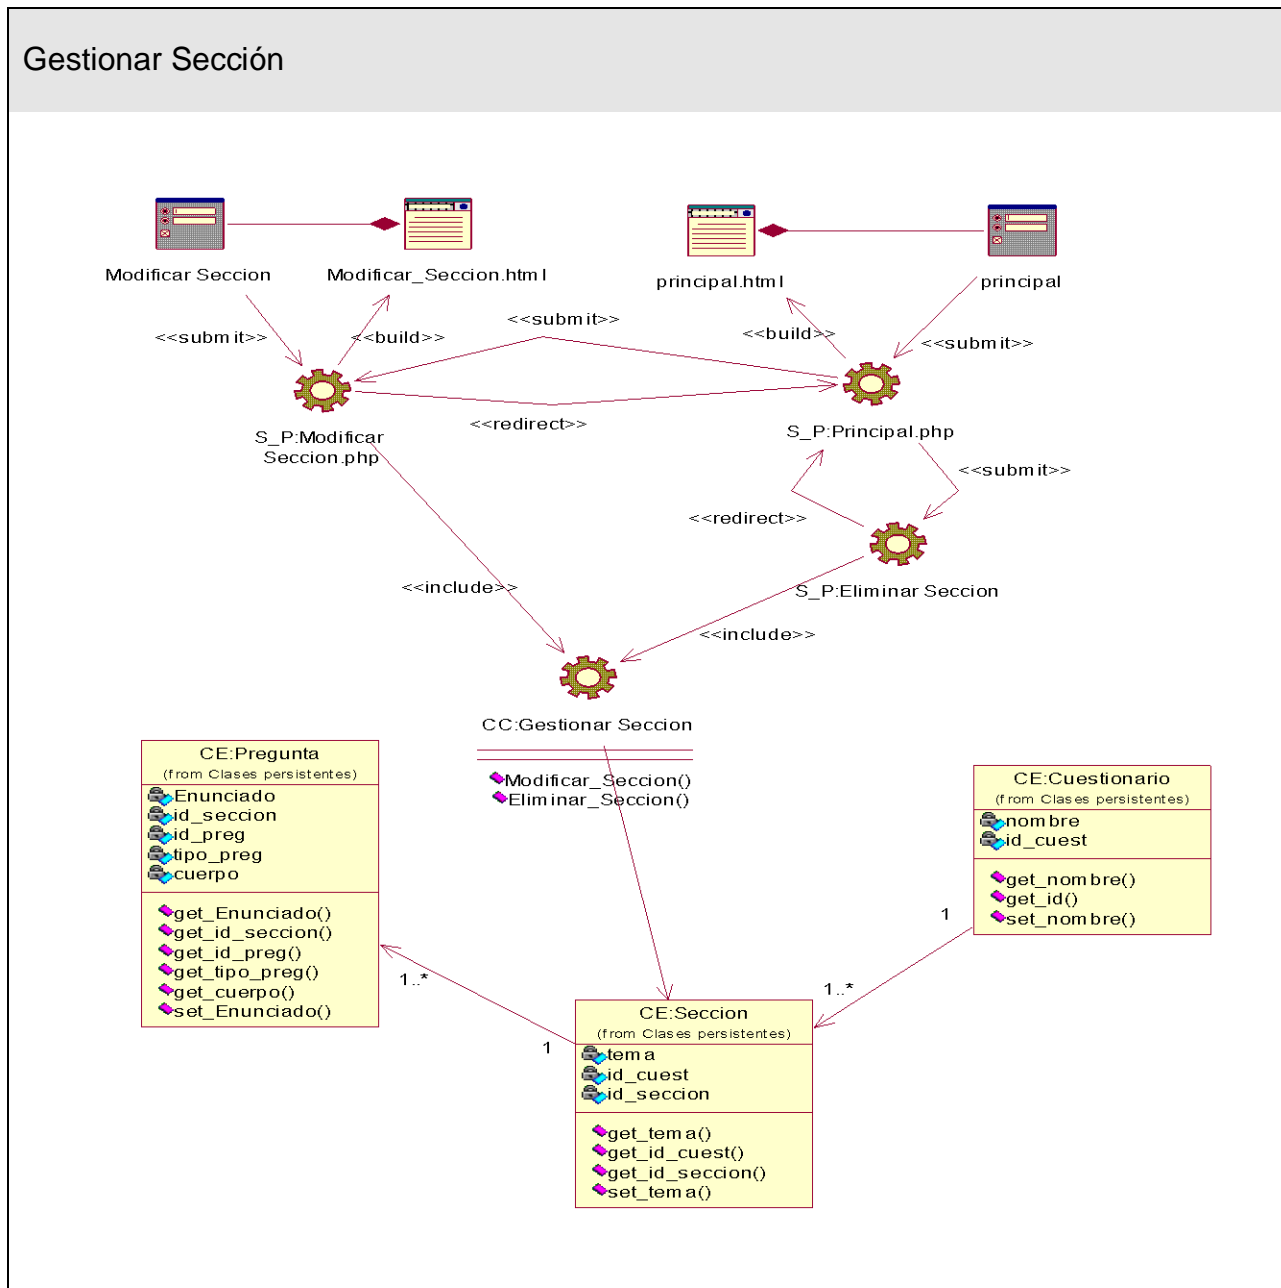 Gestionar Sección
Modificar Seccion
Modificar_Seccion.html
principal.html
principal
<<submit>>
<<build>>
<<submit>>
<<build>>
<<submit>>
<<redirect>>
S_P:Modificar
Seccion.php
S_P:Principal.php
<<submit>>
<<redirect>>
<<include>>
S_P:Eliminar Seccion
<<include>>
CC:Gestionar Seccion
Modificar_Seccion()
Eliminar_Seccion()
CE:Pregunta
(from Clases persistentes)
Enunciado
id_seccion
id_preg
tipo_preg
cuerpo
get_Enunciado()
get_id_seccion()
get_id_preg()
get_tipo_preg()
get_cuerpo()
set_Enunciado()
CE:Cuestionario
(from Clases persistentes)
nombre
id_cuest
get_nombre()
get_id()
set_nombre()
1
1..*
1..*
1
CE:Seccion
(from Clases persistentes)
tema
id_cuest
id_seccion
get_tema()
get_id_cuest()
get_id_seccion()
set_tema()